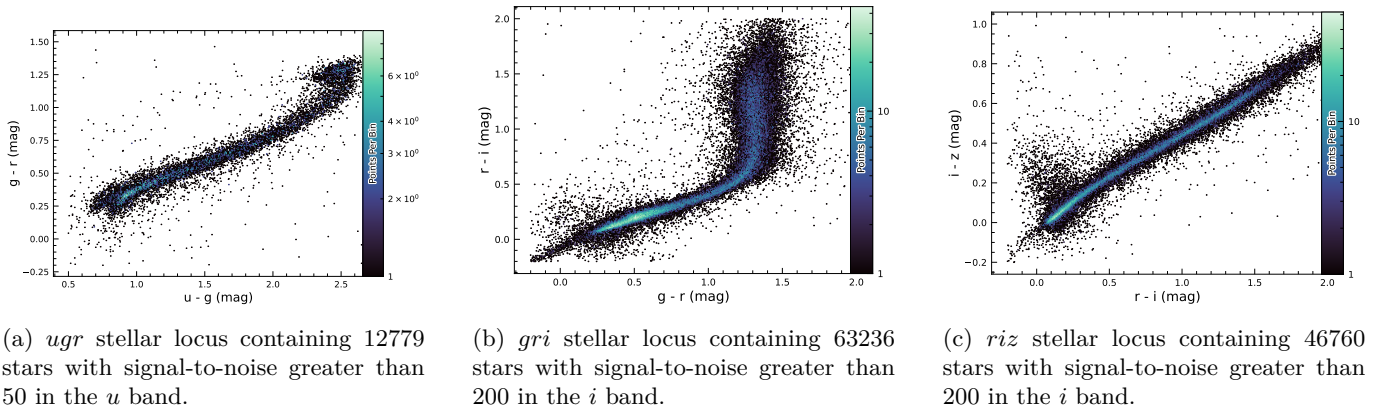 1.50
1.25
1.00
0.75
0.50
0.25
0.00
−0.25
g - r (mag)
0.5 1.0 1.5 2.0 2.5
u - g (mag)
6 × 10⁰
4 × 10⁰
3 × 10⁰
2 × 10⁰
1
Points Per Bin
2.0
1.5
1.0
0.5
0.0
r - i (mag)
0.0 0.5 1.0 1.5 2.0
g - r (mag)
10
1
Points Per Bin
1.0
0.8
0.6
0.4
0.2
0.0
−0.2
i - z (mag)
0.0 0.5 1.0 1.5 2.0
r - i (mag)
10
1
Points Per Bin
(a) ugr stellar locus containing 12779
stars with signal-to-noise greater than
50 in the u band.
(b) gri stellar locus containing 63236
stars with signal-to-noise greater than
200 in the i band.
(c) riz stellar locus containing 46760
stars with signal-to-noise greater than
200 in the i band.